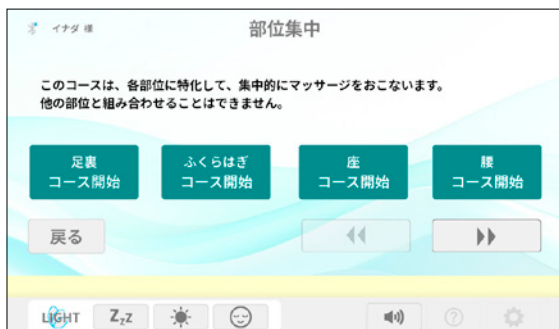 イナダ 様
部位集中
このコースは、各部位に特化して、集中的にマッサージをおこないます。
他の部位と組み合わせることはできません。
足裏
コース開始
ふくらはぎ
コース開始
座
コース開始
腰
コース開始
戻る
LIGHT
ZzZ